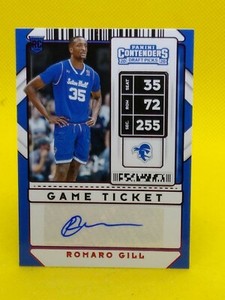 RC
PANINI
CONTENDERS
DRAFT PICKS
Seton Hall
35
SEAT 35
ROW 72
SEC. 255
GAME TICKET
ROMARO GILL